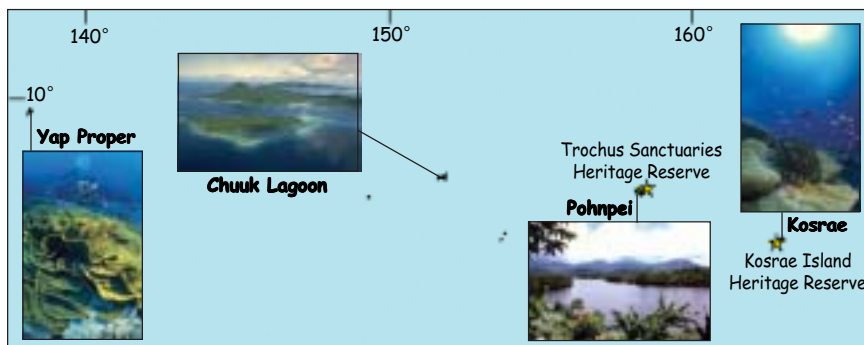 140°
150°
160°
10°
Yap Proper
Chuuk Lagoon
Trochus Sanctuaries
Heritage Reserve
Pohnpei
Kosrae
Kosrae Island
Heritage Reserve